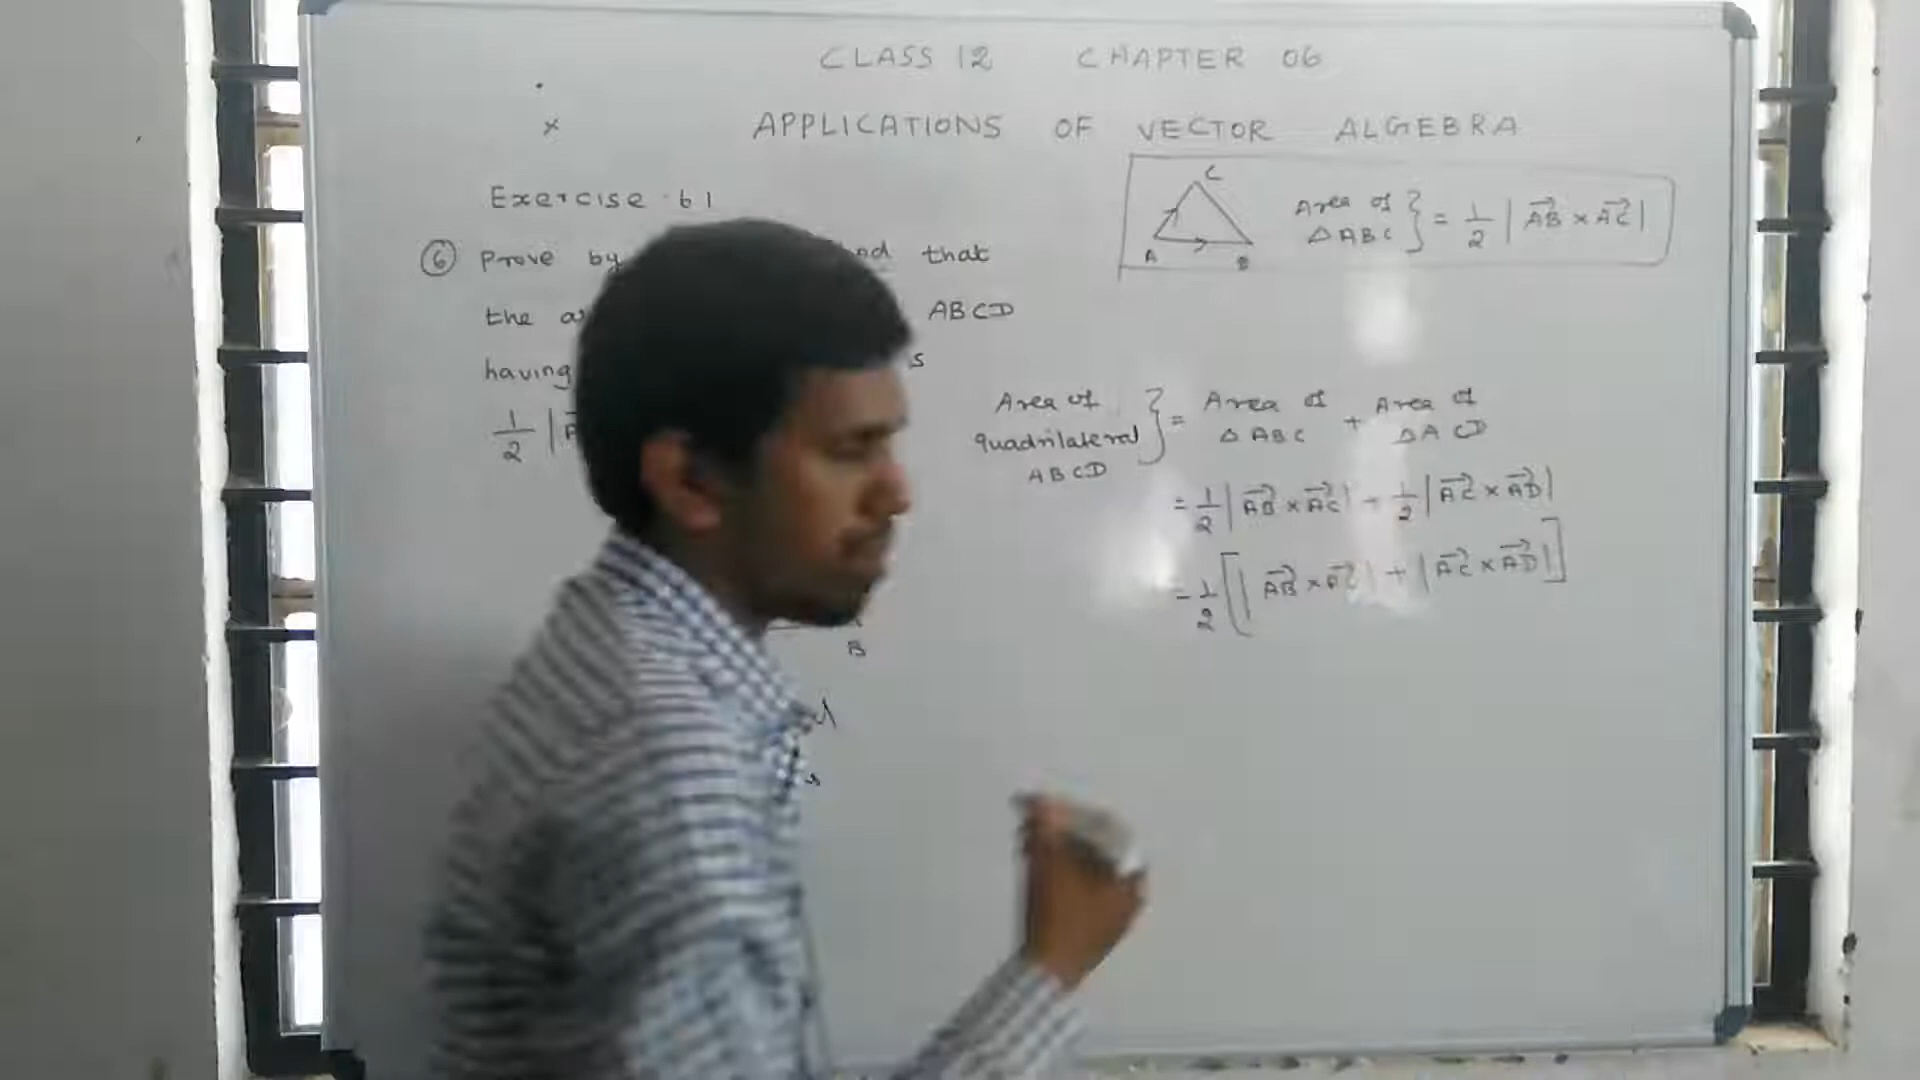 CLASS 12 CHAPTER 06
APPLICATIONS OF VECTOR ALGEBRA
Exercise 6.1
C
A
B
Area of
△ABC } = 1/2 |AB⃗ × AC⃗|
⑥ Prove by that
the ABCD
having
1/2 |
B
Area of
quadrilateral
ABCD } = Area of △ABC + Area of △ACD
= 1/2 |AB⃗ × AC⃗| + 1/2 |AC⃗ × AD⃗|
= 1/2 [|AB⃗ × AC⃗| + |AC⃗ × AD⃗|]